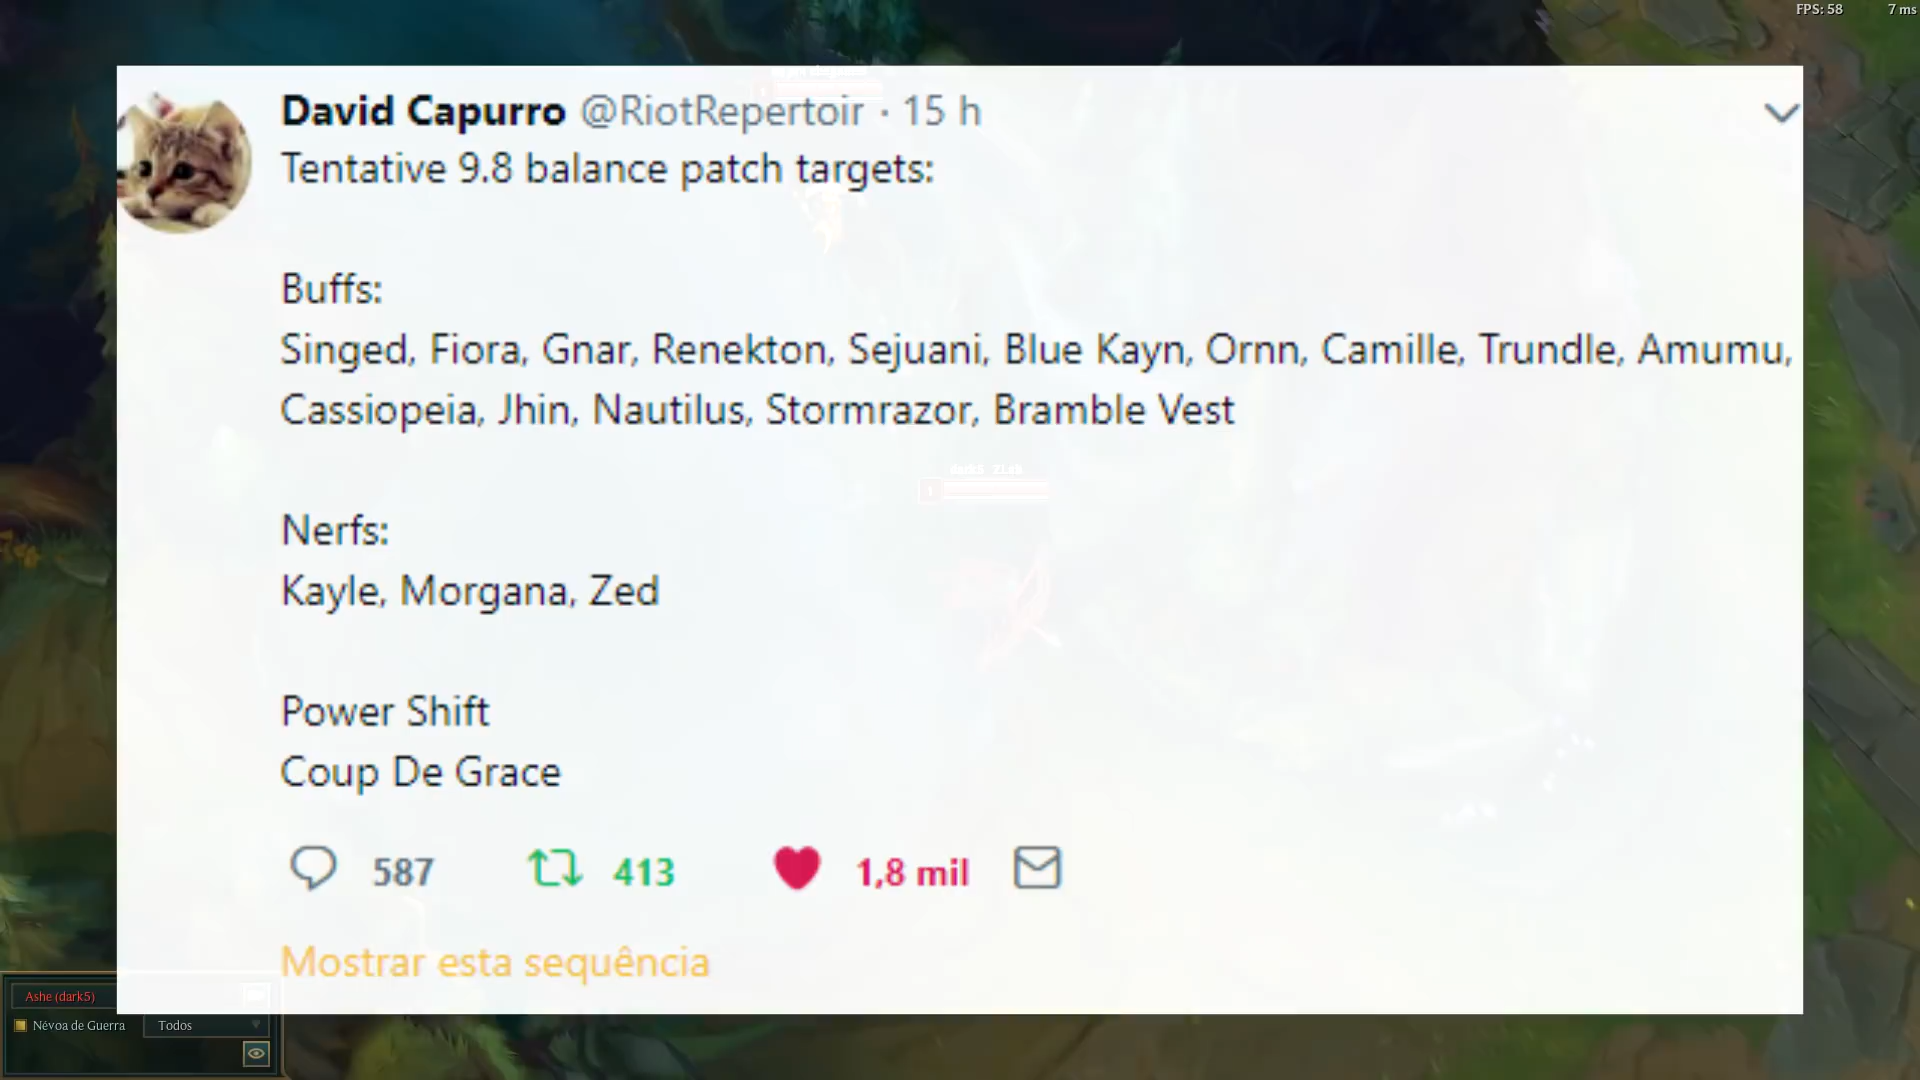 FPS: 58 7 ms
David Capurro @RiotRepertoir · 15 h
Tentative 9.8 balance patch targets:
Buffs:
Singed, Fiora, Gnar, Renekton, Sejuani, Blue Kayn, Ornn, Camille, Trundle, Amumu,
Cassiopeia, Jhin, Nautilus, Stormrazor, Bramble Vest
Nerfs:
Kayle, Morgana, Zed
Power Shift
Coup De Grace
587 413 1,8 mil
Mostrar esta sequência
Ashe (dark5)
Névoa de Guerra Todos